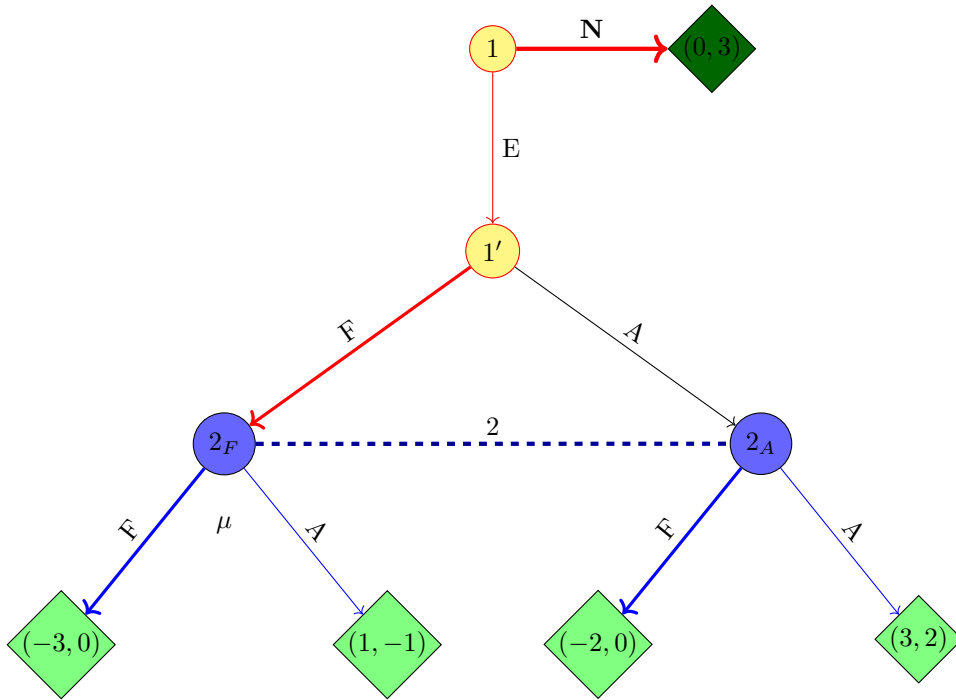 1
N
(0, 3)
E
1′
F
A
2_F
2
2_A
F
μ
A
F
A
(−3, 0)
(1, −1)
(−2, 0)
(3, 2)